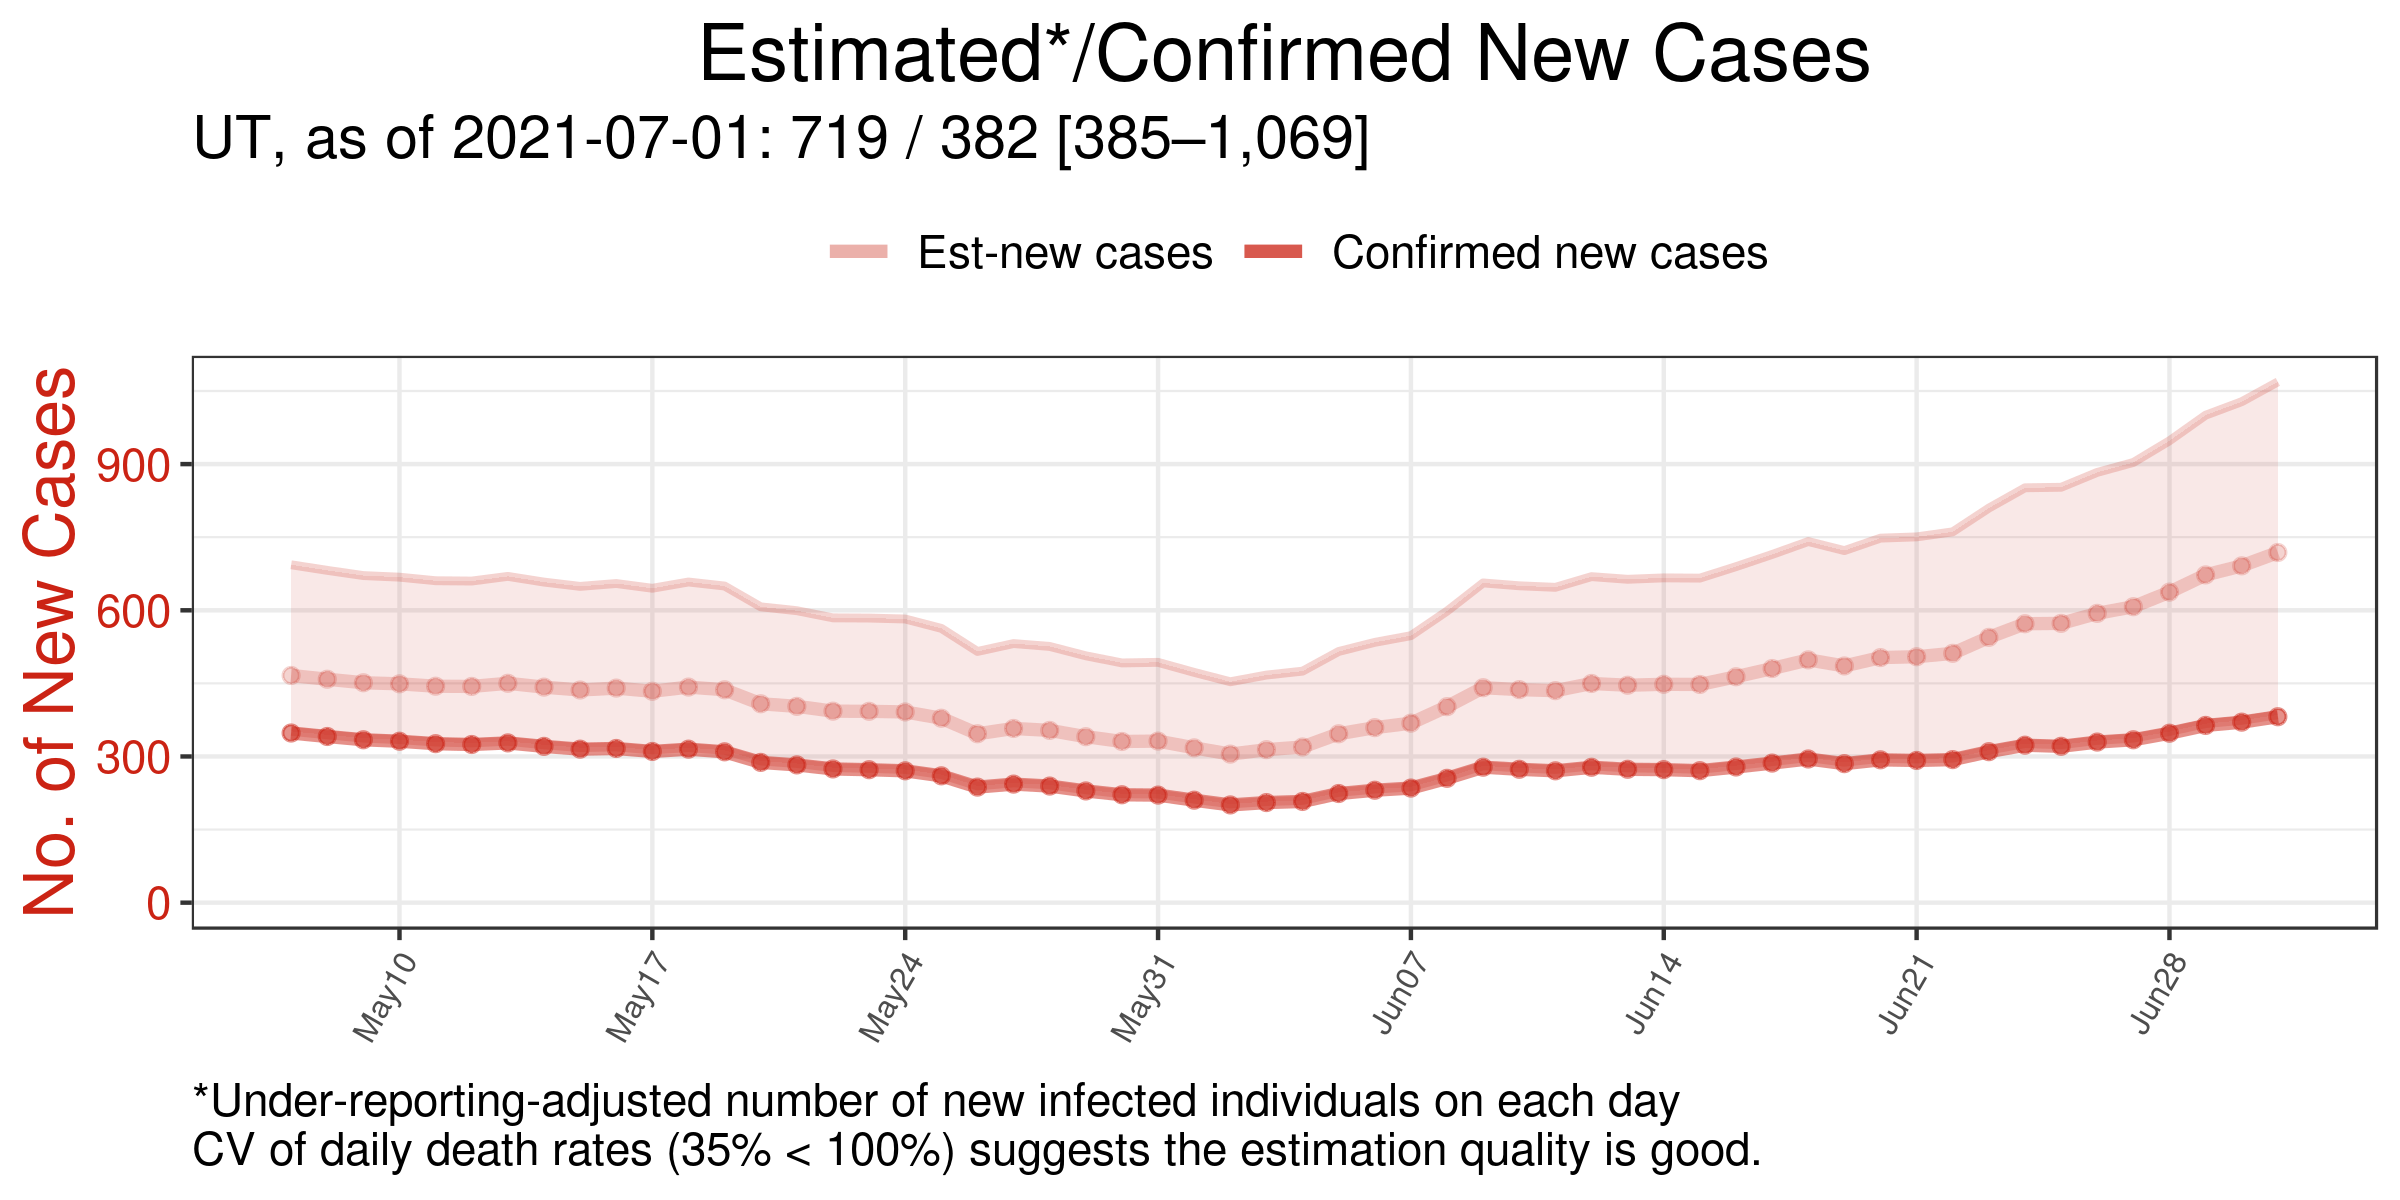 Estimated*/Confirmed New Cases
UT, as of 2021-07-01: 719 / 382 [385–1,069]
Est-new cases
Confirmed new cases
No. of New Cases
900
600
300
0
May10
May17
May24
May31
Jun07
Jun14
Jun21
Jun28
*Under-reporting-adjusted number of new infected individuals on each day
CV of daily death rates (35% < 100%) suggests the estimation quality is good.